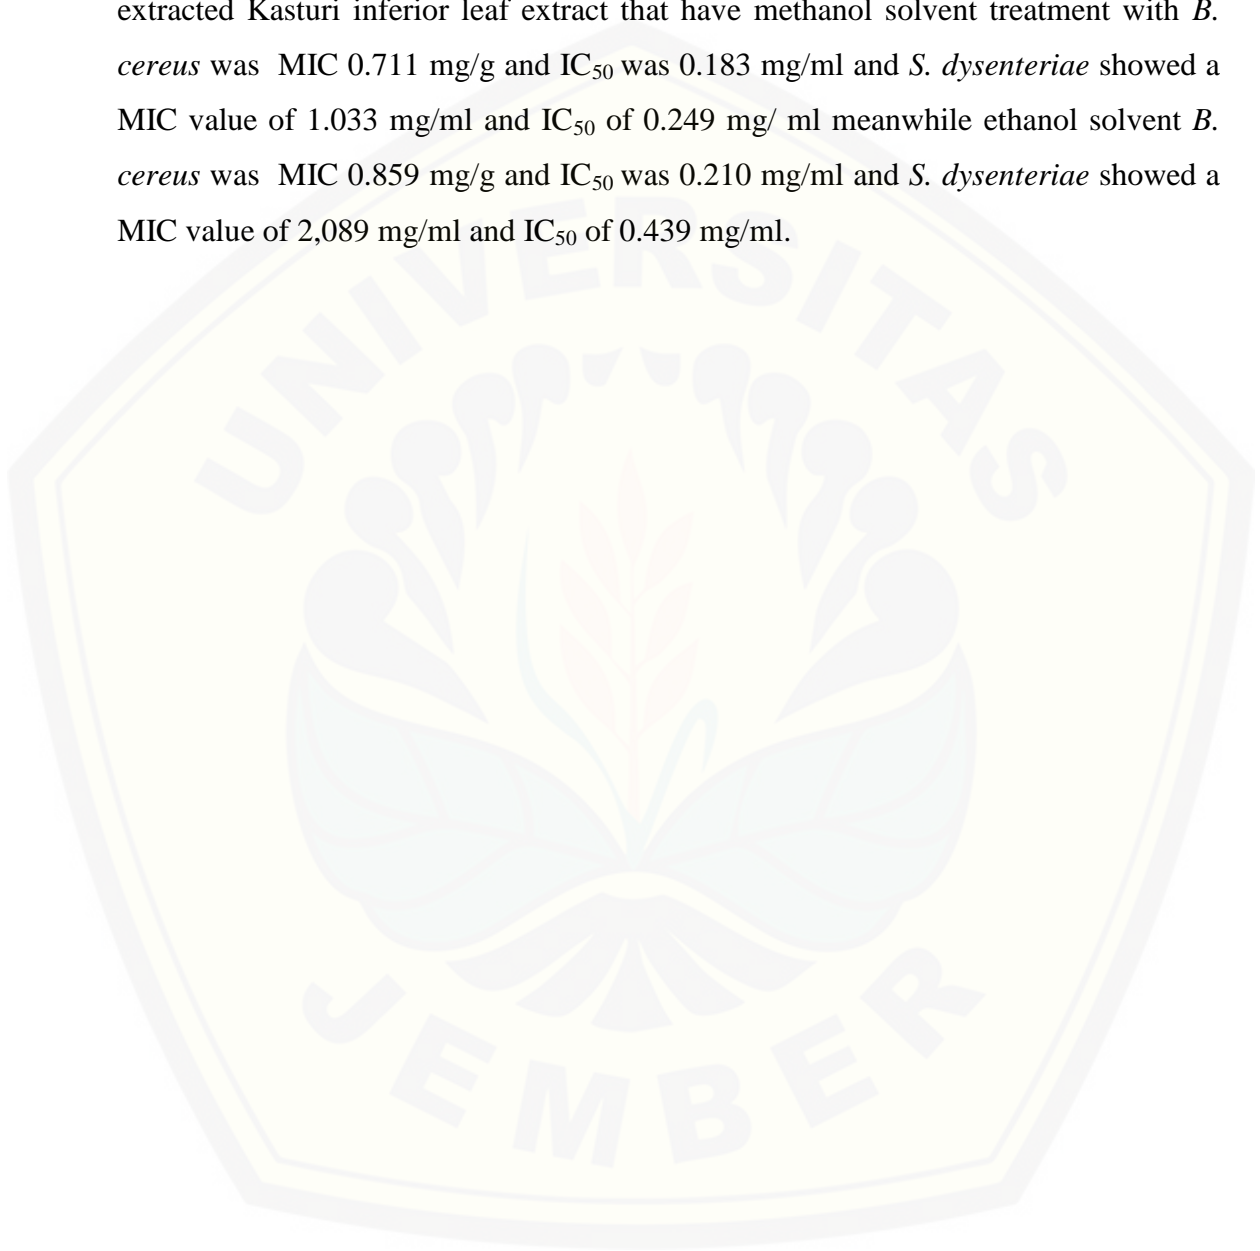 extracted Kasturi inferior leaf extract that have methanol solvent treatment with B.
cereus was MIC 0.711 mg/g and IC50 was 0.183 mg/ml and S. dysenteriae showed a
MIC value of 1.033 mg/ml and IC50 of 0.249 mg/ ml meanwhile ethanol solvent B.
cereus was MIC 0.859 mg/g and IC50 was 0.210 mg/ml and S. dysenteriae showed a
MIC value of 2,089 mg/ml and IC50 of 0.439 mg/ml.
UNIVERSITAS
JEMBER